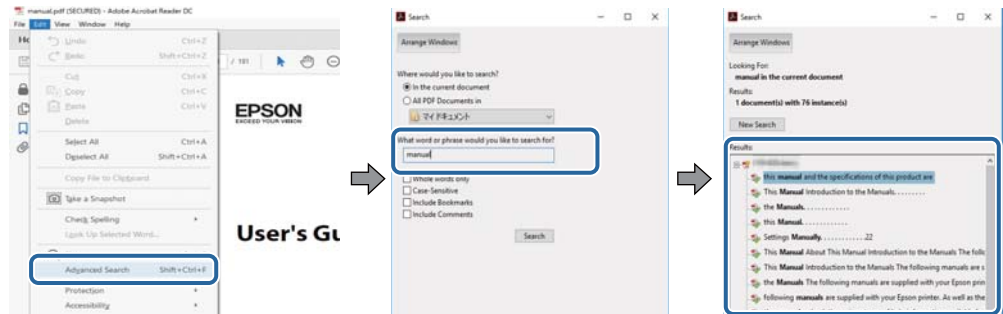 manual.pdf (SECURED) - Adobe Acrobat Reader DC
File Edit View Window Help
Undo Ctrl+Z
Redo Shift+Ctrl+Z
Cut Ctrl+X
Copy Ctrl+C
Paste Ctrl+V
Delete
Select All Ctrl+A
Deselect All Shift+Ctrl+A
Copy File to Clipboard
Take a Snapshot
Check Spelling
Look Up Selected Word...
Advanced Search Shift+Ctrl+F
Protection
Accessibility
/ 181
EPSON
EXCEED YOUR VISION
User's Gu
Search
Arrange Windows
Where would you like to search?
In the current document
All PDF Documents in
マイ ドキュメント
What word or phrase would you like to search for?
manual
Whole words only
Case-Sensitive
Include Bookmarks
Include Comments
Search
Search
Arrange Windows
Looking For:
manual in the current document
Results:
1 document(s) with 76 instance(s)
New Search
Results:
this manual and the specifications of this product are
This Manual Introduction to the Manuals. . . . . . . . .
the Manuals. . . . . . . . . . . . .
this Manual. . . . . . . . . . . . .
Settings Manually. . . . . . . . . . . . .22
This Manual About This Manual Introduction to the Manuals The follo
This Manual Introduction to the Manuals The following manuals are s
the Manuals The following manuals are supplied with your Epson prin
following manuals are supplied with your Epson printer. As well as the